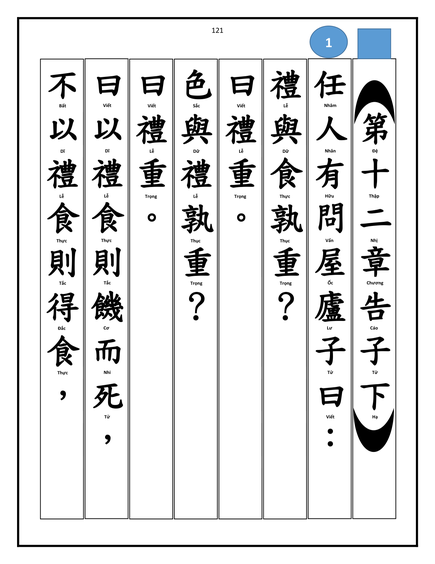 121
1
第十二章告子下
Đệ Thập Nhị Chương Cáo Tử Hạ
任人有問屋廬子曰：
Nhâm Nhân Hữu Vấn Ốc Lư Tử Viết
禮與食孰重？
Lễ Dữ Thực Thục Trọng
曰禮重。
Viết Lễ Trọng
色與禮孰重？
Sắc Dữ Lễ Thục Trọng
曰禮重。
Viết Lễ Trọng
曰以禮食則饑而死，
Viết Dĩ Lễ Thực Tắc Cơ Nhi Tử
不以禮食則得食，
Bất Dĩ Lễ Thực Tắc Đắc Thực